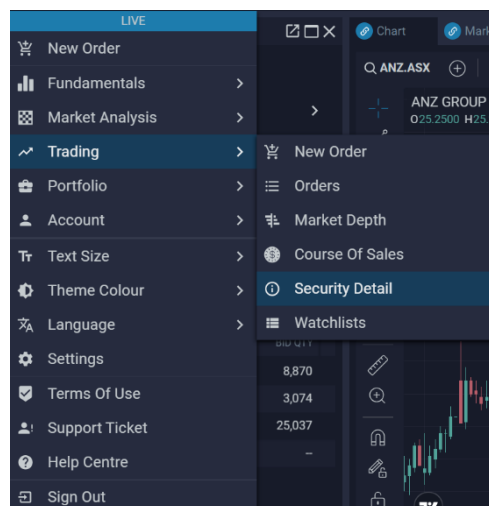 LIVE
New Order
Fundamentals
Market Analysis
Trading
Portfolio
Account
Text Size
Theme Colour
Language
Settings
Terms Of Use
Support Ticket
Help Centre
Sign Out
New Order
Orders
Market Depth
Course Of Sales
Security Detail
Watchlists
Chart
Mark
ANZ.ASX
ANZ GROUP
O25.2500 H25.
BID QTY
8,870
3,074
25,037
--